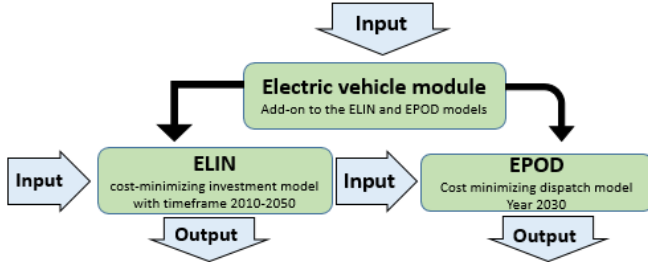 Input
Electric vehicle module
Add-on to the ELIN and EPOD models
Input
ELIN
cost-minimizing investment model
with timeframe 2010-2050
Input
EPOD
Cost minimizing dispatch model
Year 2030
Output
Output